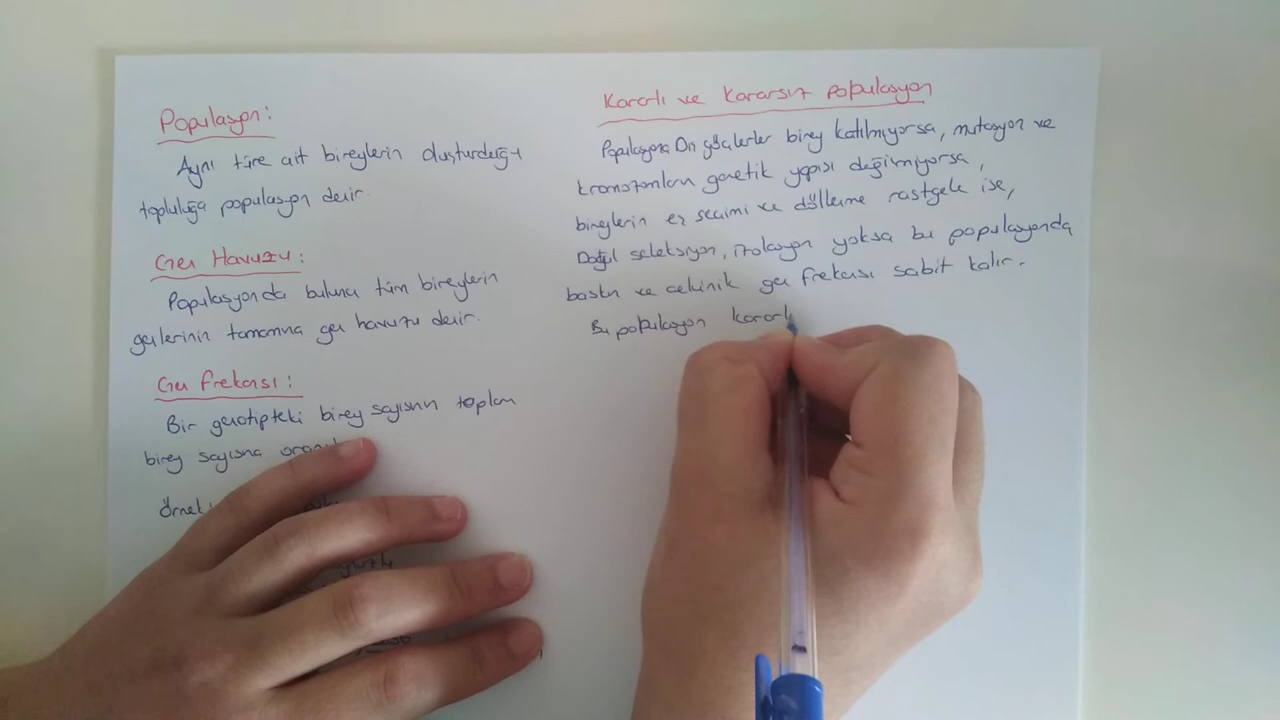 Populasyon:
Aynı türe ait bireylerin oluşturduğu
topluluğa populasyon denir.
Gen Havuzu:
Populasyonda bulunan tüm bireylerin
genlerinin tamamına gen havuzu denir.
Gen frekansı:
Bir genotipteki birey sayısının toplam
birey sayısına
Örnek:
Kararlı ve Kararsız populasyon
Populasyona Dış göçlerle birey katılmıyorsa, mutasyon ve
kromozomların genetik yapısı değişmiyorsa,
bireylerin eş seçimi ve dölleme rastgele ise,
Doğal seleksiyon, izolasyon yoksa bu populasyonda
baskın ve çekinik gen frekansı sabit kalır.
Bu populasyon kararlı